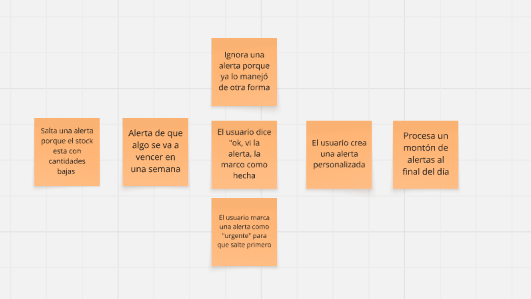 Ignora una
alerta porque
ya lo manejó
de otra forma
Salta una alerta
porque el stock
esta con
cantidades
bajas
Alerta de que
algo se va a
vencer en
una semana
El usuario dice
"ok, vi la
alerta, la
marco como
hecha
El usuario crea
una alerta
personalizada
Procesa un
montón de
alertas al
final del día
El usuario marca
una alerta como
"urgente" para
que salte primero